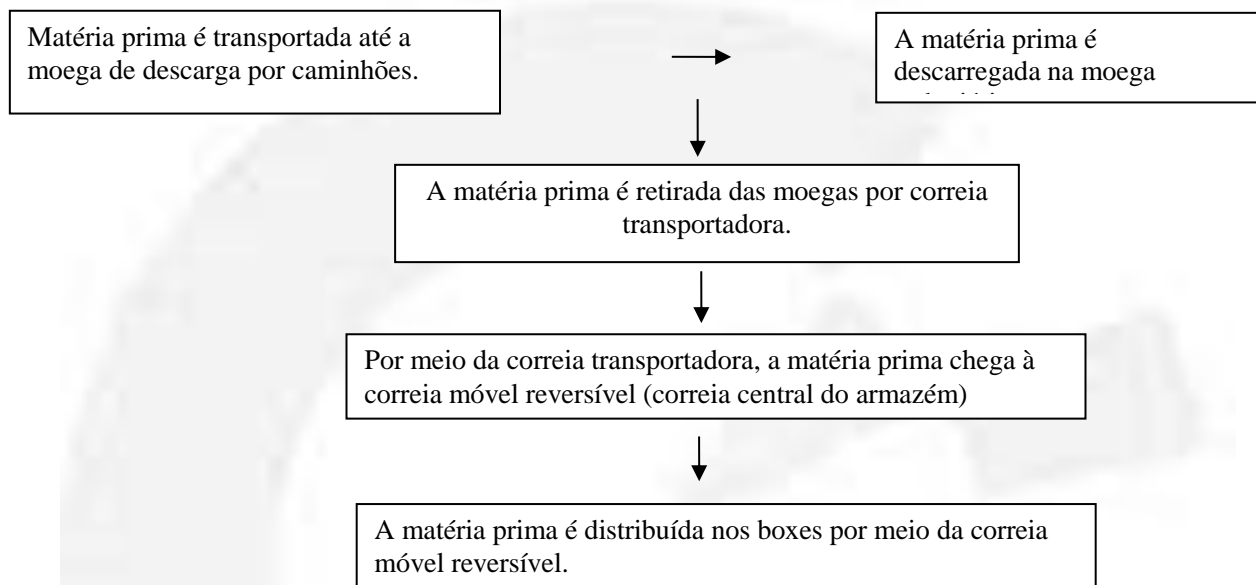 Matéria prima é transportada até a
moega de descarga por caminhões.
A matéria prima é
descarregada na moega
A matéria prima é retirada das moegas por correia
transportadora.
Por meio da correia transportadora, a matéria prima chega à
correia móvel reversível (correia central do armazém)
A matéria prima é distribuída nos boxes por meio da correia
móvel reversível.